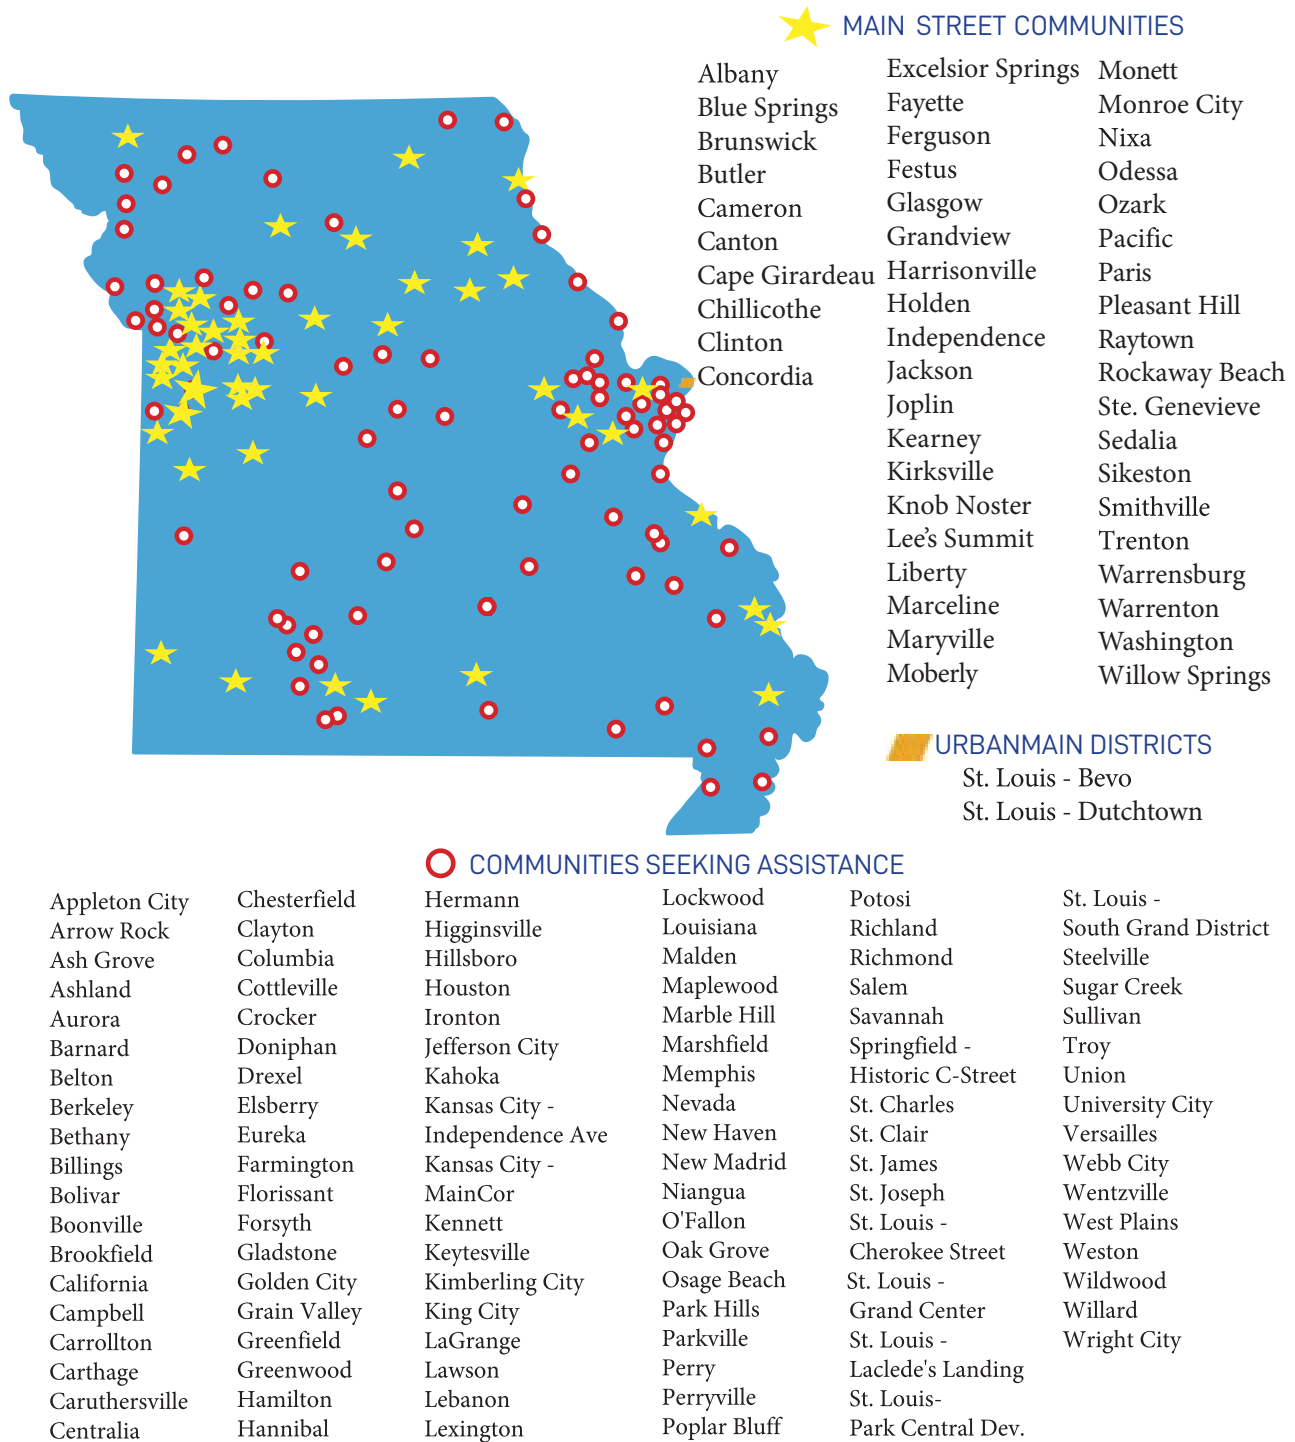 MAIN STREET COMMUNITIES
Albany
Blue Springs
Brunswick
Butler
Cameron
Canton
Cape Girardeau
Chillicothe
Clinton
Concordia
Excelsior Springs
Fayette
Ferguson
Festus
Glasgow
Grandview
Harrisonville
Holden
Independence
Jackson
Joplin
Kearney
Kirksville
Knob Noster
Lee's Summit
Liberty
Marceline
Maryville
Moberly
Monett
Monroe City
Nixa
Odessa
Ozark
Pacific
Paris
Pleasant Hill
Raytown
Rockaway Beach
Ste. Genevieve
Sedalia
Sikeston
Smithville
Trenton
Warrensburg
Warrenton
Washington
Willow Springs
URBANMAIN DISTRICTS
St. Louis - Bevo
St. Louis - Dutchtown
COMMUNITIES SEEKING ASSISTANCE
Appleton City
Arrow Rock
Ash Grove
Ashland
Aurora
Barnard
Belton
Berkeley
Bethany
Billings
Bolivar
Boonville
Brookfield
California
Campbell
Carrollton
Carthage
Caruthersville
Centralia
Chesterfield
Clayton
Columbia
Cottleville
Crocker
Doniphan
Drexel
Elsberry
Eureka
Farmington
Florissant
Forsyth
Gladstone
Golden City
Grain Valley
Greenfield
Greenwood
Hamilton
Hannibal
Hermann
Higginsville
Hillsboro
Houston
Ironton
Jefferson City
Kahoka
Kansas City -
Independence Ave
Kansas City -
MainCor
Kennett
Keytesville
Kimberling City
King City
LaGrange
Lawson
Lebanon
Lexington
Lockwood
Louisiana
Malden
Maplewood
Marble Hill
Marshfield
Memphis
Nevada
New Haven
New Madrid
Niangua
O'Fallon
Oak Grove
Osage Beach
Park Hills
Parkville
Perry
Perryville
Poplar Bluff
Potosi
Richland
Richmond
Salem
Savannah
Springfield -
Historic C-Street
St. Charles
St. Clair
St. James
St. Joseph
St. Louis -
Cherokee Street
St. Louis -
Grand Center
St. Louis -
Laclede's Landing
St. Louis-
Park Central Dev.
St. Louis -
South Grand District
Steelville
Sugar Creek
Sullivan
Troy
Union
University City
Versailles
Webb City
Wentzville
West Plains
Weston
Wildwood
Willard
Wright City